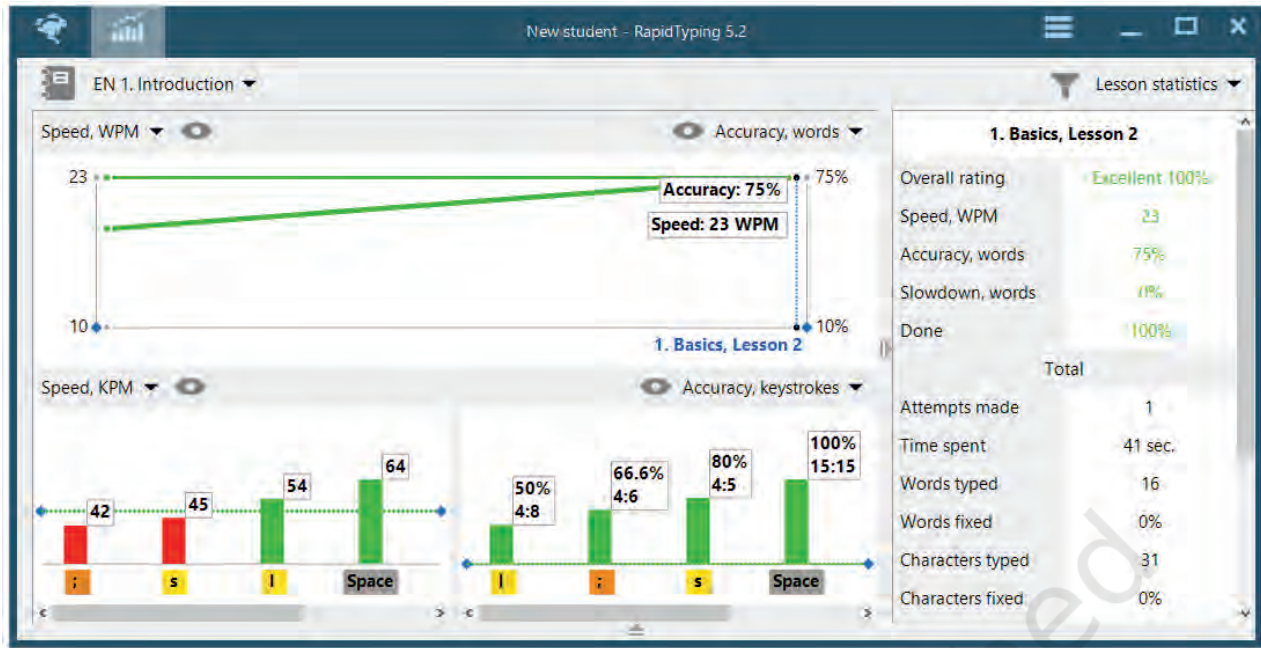 New student - RapidTyping 5.2
EN 1. Introduction
Lesson statistics
Speed, WPM
Accuracy, words
23
75%
Accuracy: 75%
Speed: 23 WPM
10
10%
1. Basics, Lesson 2
Speed, KPM
Accuracy, keystrokes
42
45
54
64
;
s
l
Space
50%
4:8
66.6%
4:6
80%
4:5
100%
15:15
l
;
s
Space
1. Basics, Lesson 2
Overall rating Excellent 100%
Speed, WPM 23
Accuracy, words 75%
Slowdown, words 0%
Done 100%
Total
Attempts made 1
Time spent 41 sec.
Words typed 16
Words fixed 0%
Characters typed 31
Characters fixed 0%